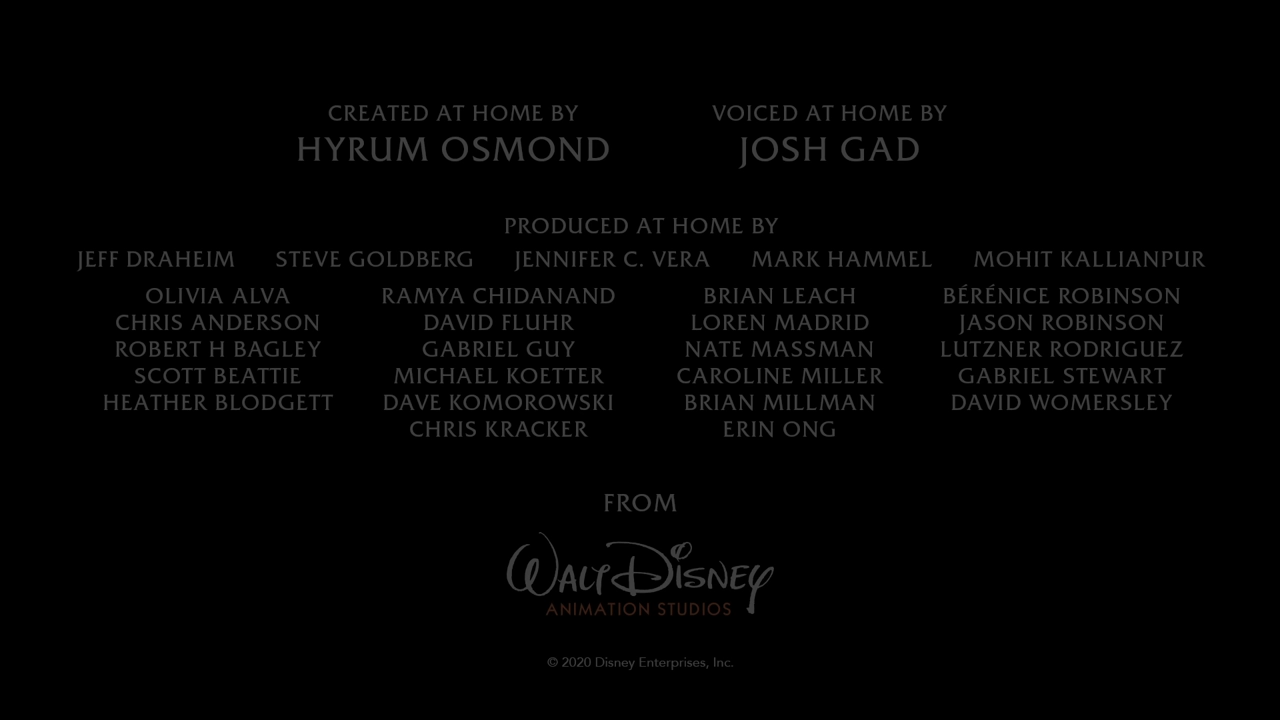 CREATED AT HOME BY VOICED AT HOME BY
HYRUM OSMOND JOSH GAD
PRODUCED AT HOME BY
JEFF DRAHEIM STEVE GOLDBERG JENNIFER C. VERA MARK HAMMEL MOHIT KALLIANPUR
OLIVIA ALVA RAMYA CHIDANAND BRIAN LEACH BÉRÉNICE ROBINSON
CHRIS ANDERSON DAVID FLUHR LOREN MADRID JASON ROBINSON
ROBERT H BAGLEY GABRIEL GUY NATE MASSMAN LUTZNER RODRIGUEZ
SCOTT BEATTIE MICHAEL KOETTER CAROLINE MILLER GABRIEL STEWART
HEATHER BLODGETT DAVE KOMOROWSKI BRIAN MILLMAN DAVID WOMERSLEY
CHRIS KRACKER ERIN ONG
FROM
WALT DISNEY
ANIMATION STUDIOS
© 2020 Disney Enterprises, Inc.